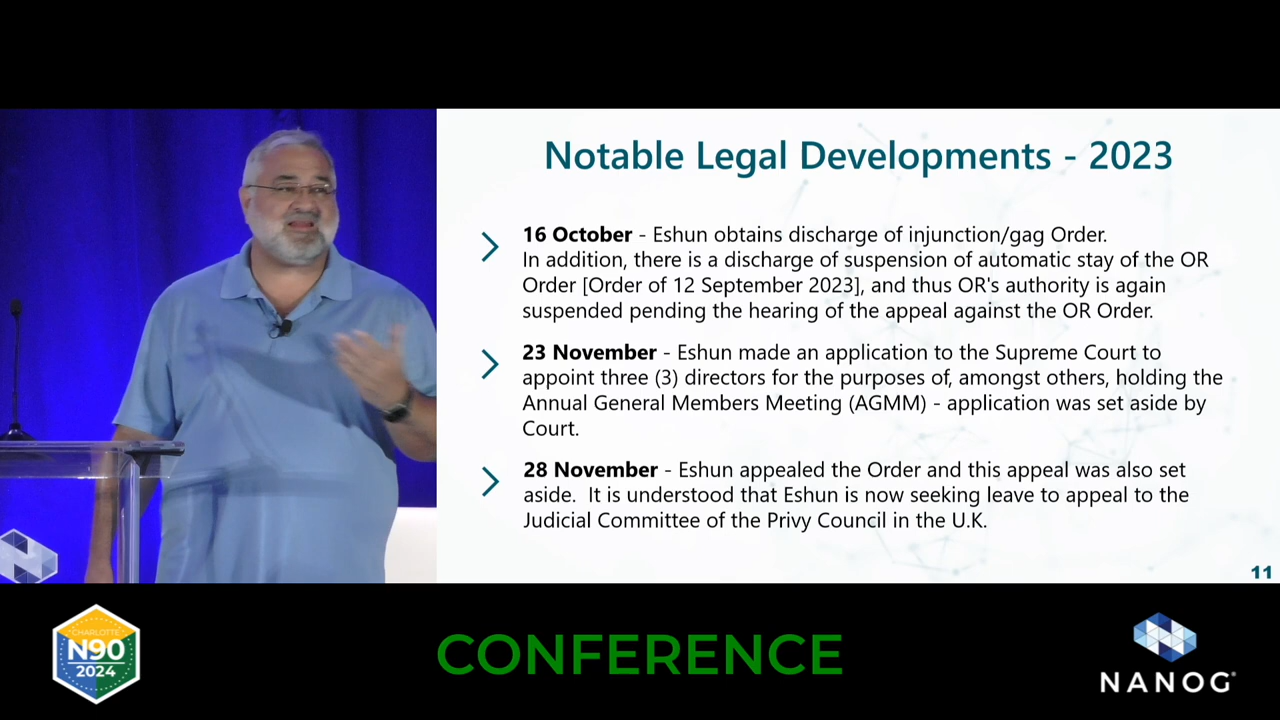 Notable Legal Developments - 2023
16 October - Eshun obtains discharge of injunction/gag Order.
In addition, there is a discharge of suspension of automatic stay of the OR
Order [Order of 12 September 2023], and thus OR's authority is again
suspended pending the hearing of the appeal against the OR Order.
23 November - Eshun made an application to the Supreme Court to
appoint three (3) directors for the purposes of, amongst others, holding the
Annual General Members Meeting (AGMM) - application was set aside by
Court.
28 November - Eshun appealed the Order and this appeal was also set
aside.  It is understood that Eshun is now seeking leave to appeal to the
Judicial Committee of the Privy Council in the U.K.
11
CHARLOTTE
N90
2024
CONFERENCE
NANOG